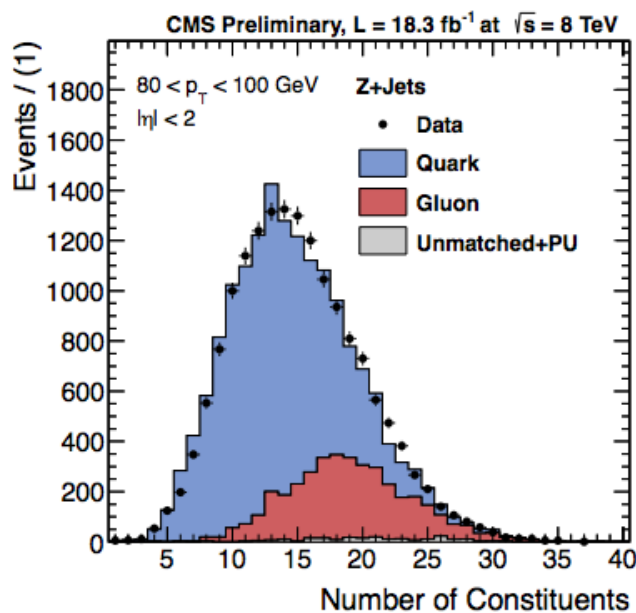 CMS Preliminary, L = 18.3 fb⁻¹ at √s = 8 TeV
Events / (1)
1800
1600
1400
1200
1000
800
600
400
200
0
80 < p_T < 100 GeV
|η| < 2
Z+Jets
Data
Quark
Gluon
Unmatched+PU
5 10 15 20 25 30 35 40
Number of Constituents